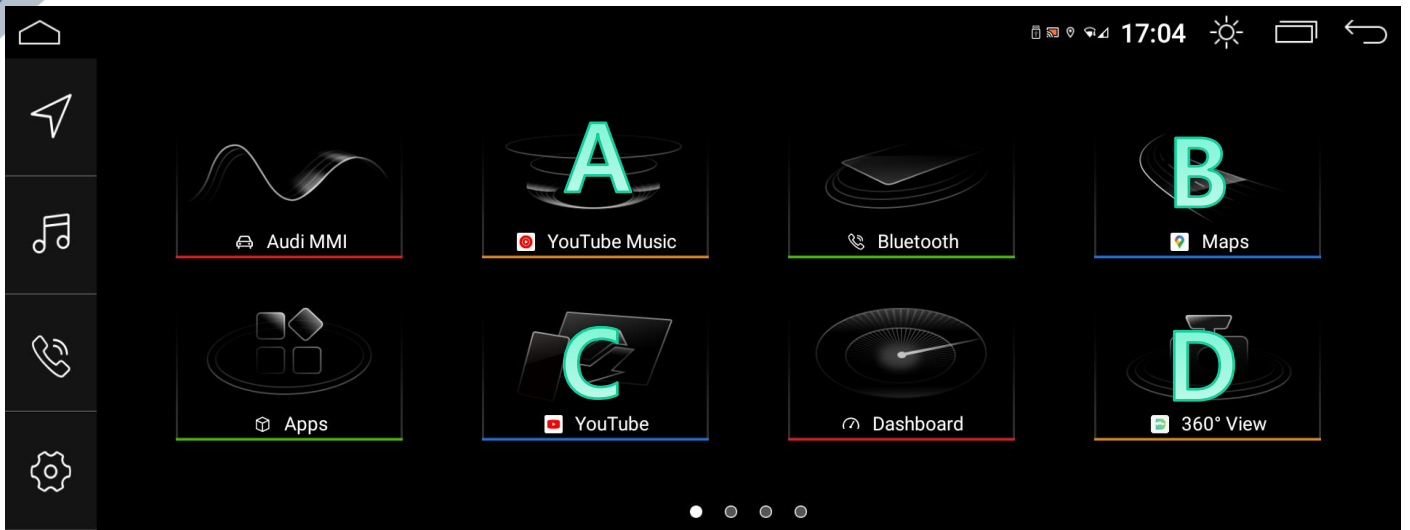 17:04
A
B
Audi MMI
YouTube Music
Bluetooth
Maps
C
D
Apps
YouTube
Dashboard
360° View